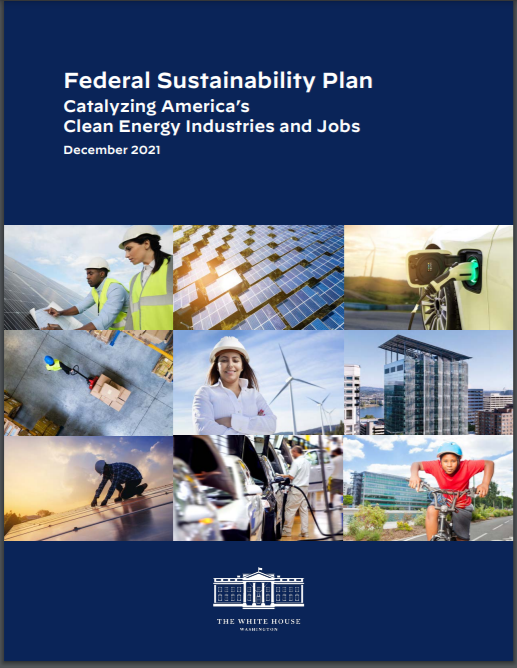 Federal Sustainability Plan
Catalyzing America's
Clean Energy Industries and Jobs
December 2021
THE WHITE HOUSE
WASHINGTON